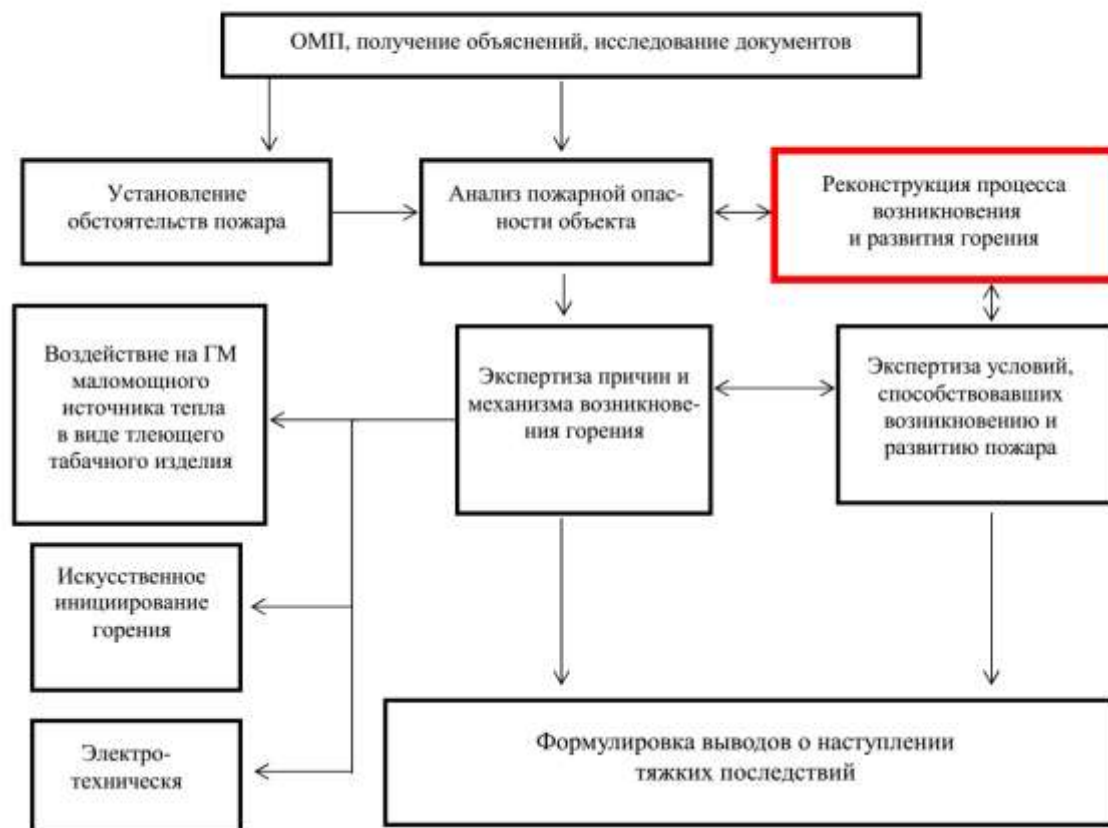 ОМП, получение объяснений, исследование документов
Установление
обстоятельств пожара
Анализ пожарной опас-
ности объекта
Реконструкция процесса
возникновения
и развития горения
Воздействие на ГМ
маломощного
источника тепла
в виде тлеющего
табачного изделия
Экспертиза причин и
механизма возникнове-
ения горения
Экспертиза условий,
способствовавших
возникновению и
развитию пожара
Искусственное
инициирование
горения
Электро-
техническя
Формулировка выводов о наступлении
тяжких последствий